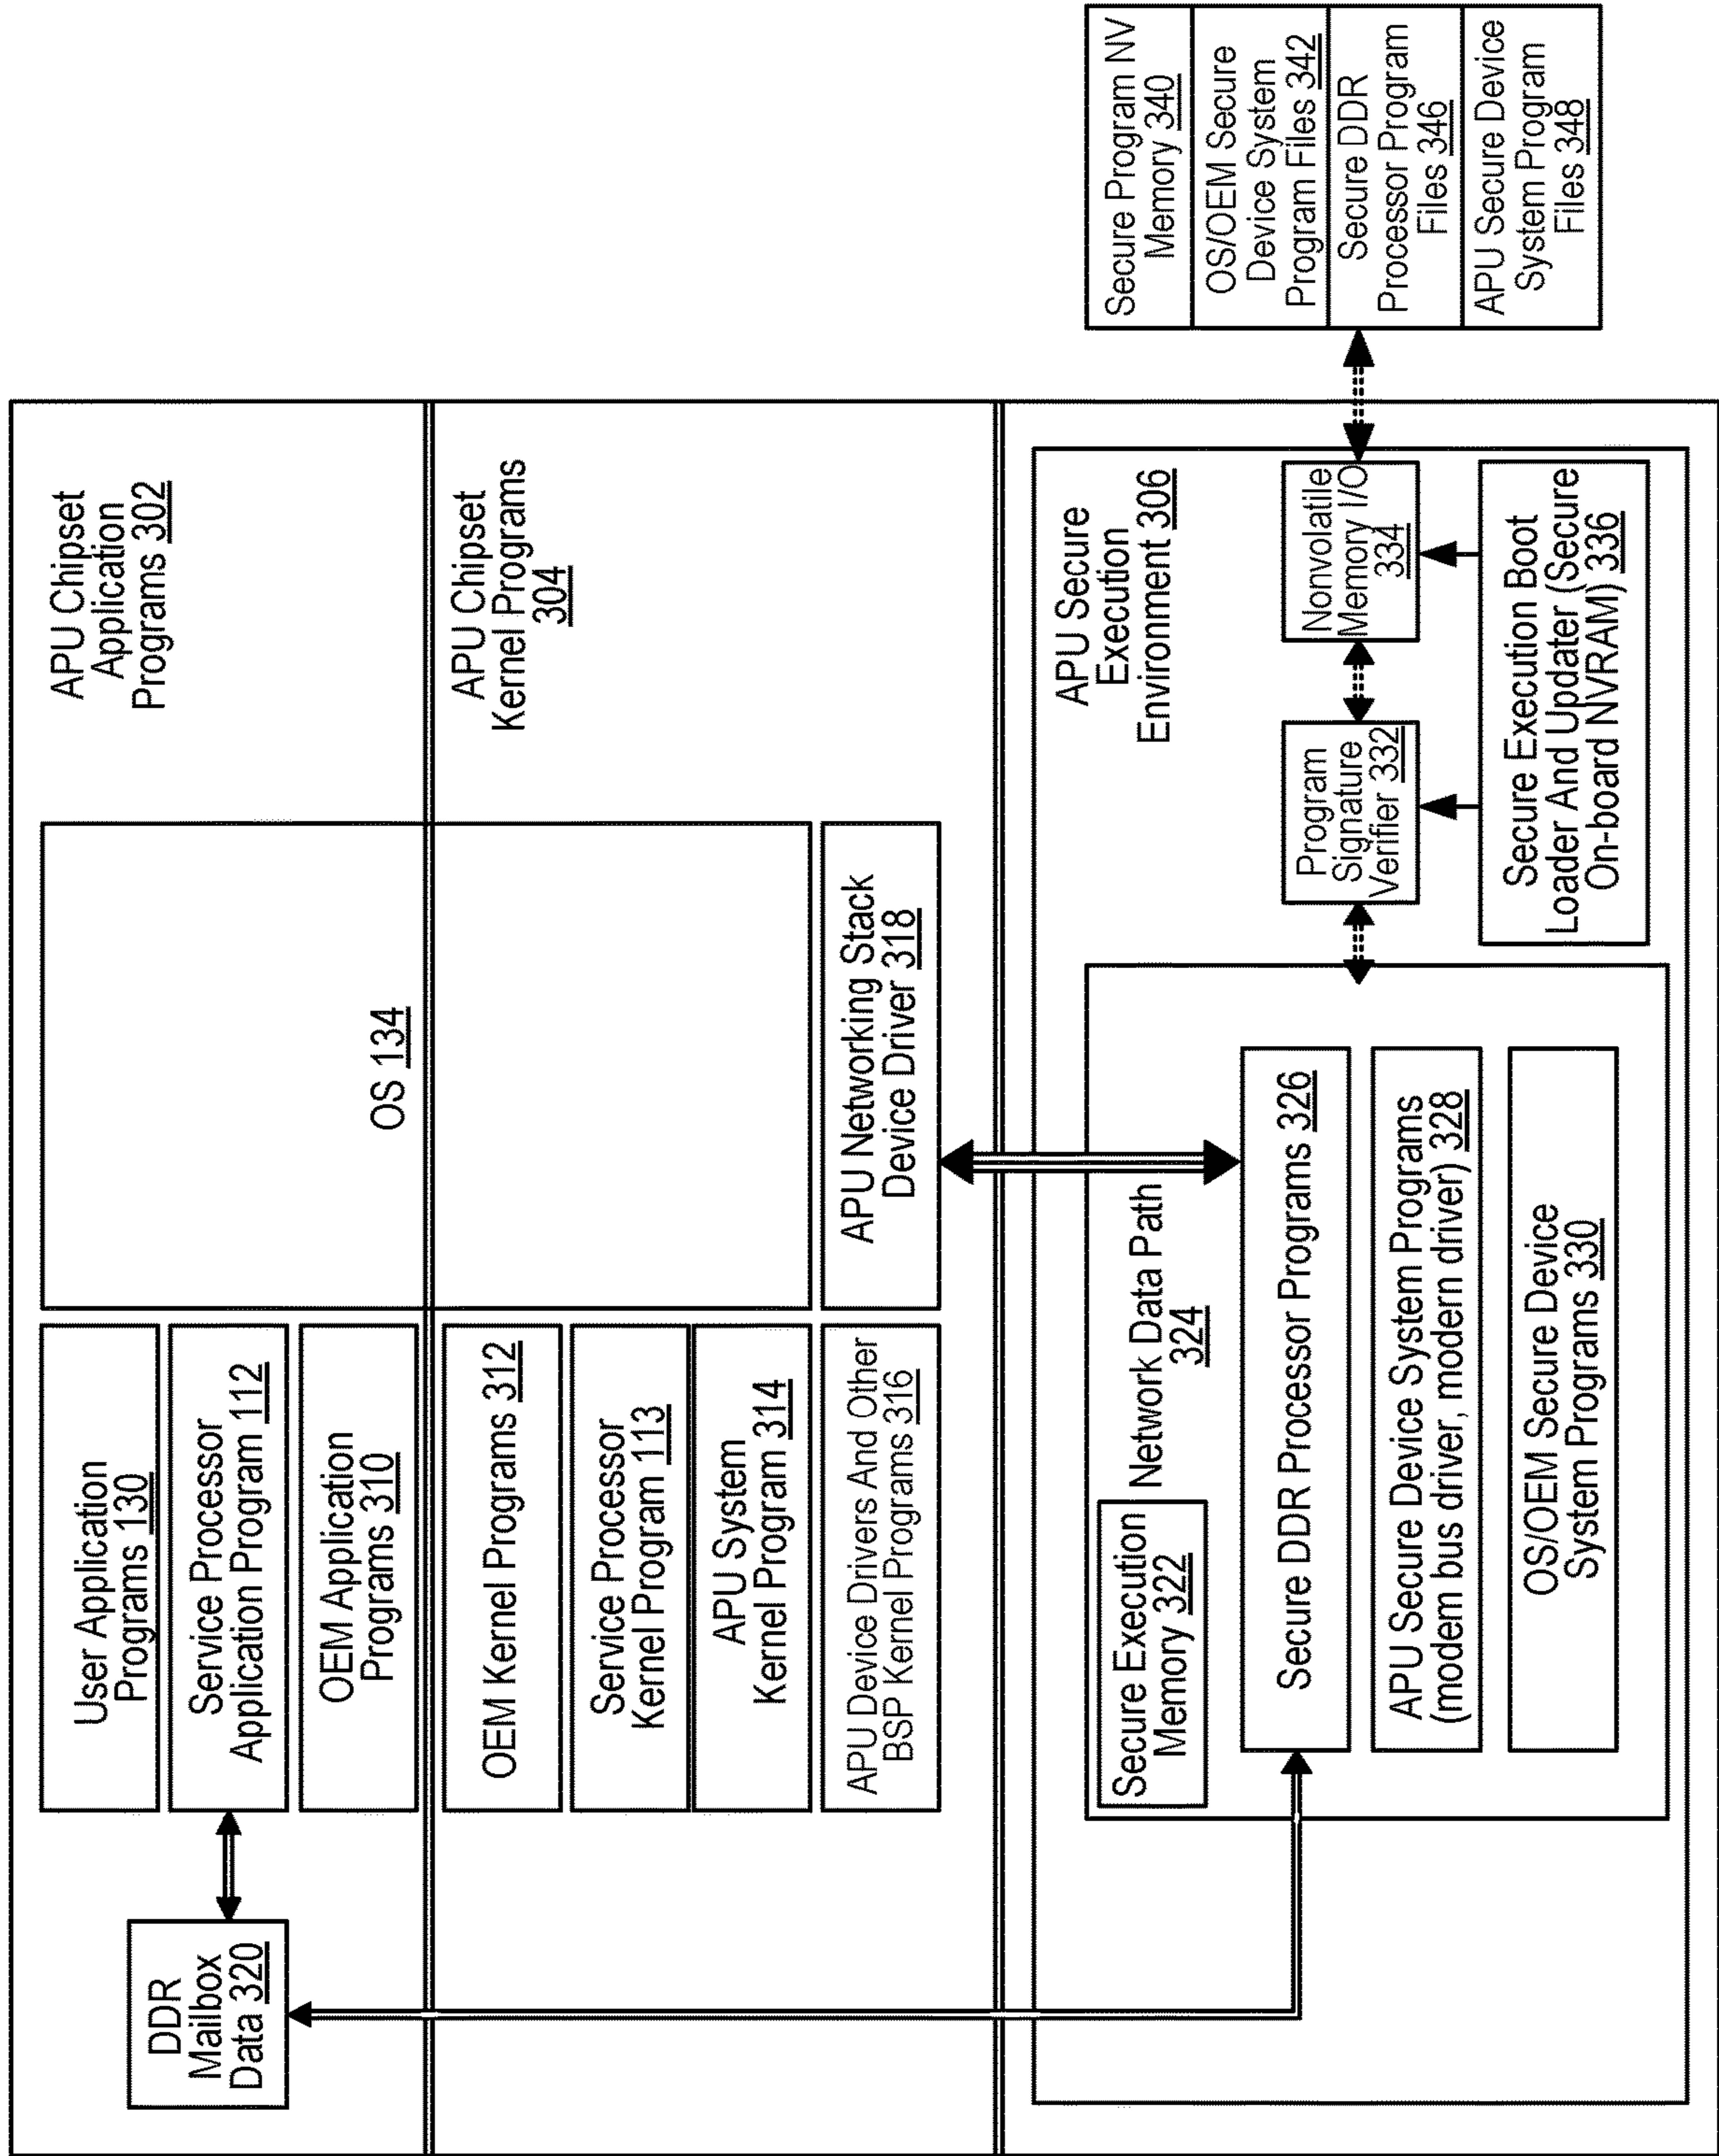 DDR
Mailbox
Data 320
User Application
Programs 130
Service Processor
Application Program 112
OEM Application
Programs 310
OS 134
APU Chipset
Application
Programs 302
OEM Kernel Programs 312
Service Processor
Kernel Program 113
APU System
Kernel Program 314
APU Device Drivers And Other
BSP Kernel Programs 316
APU Networking Stack
Device Driver 318
APU Chipset
Kernel Programs
304
Secure Execution
Memory 322
Network Data Path
324
Secure DDR Processor Programs 326
APU Secure Device System Programs
(modem bus driver, modern driver) 328
OS/OEM Secure Device
System Programs 330
APU Secure
Execution
Environment 306
Program
Signature
Verifier 332
Nonvolatile
Memory I/O
334
Secure Execution Boot
Loader And Updater (Secure
On-board NVRAM) 336
Secure Program NV
Memory 340
OS/OEM Secure
Device System
Program Files 342
Secure DDR
Processor Program
Files 346
APU Secure Device
System Program
Files 348